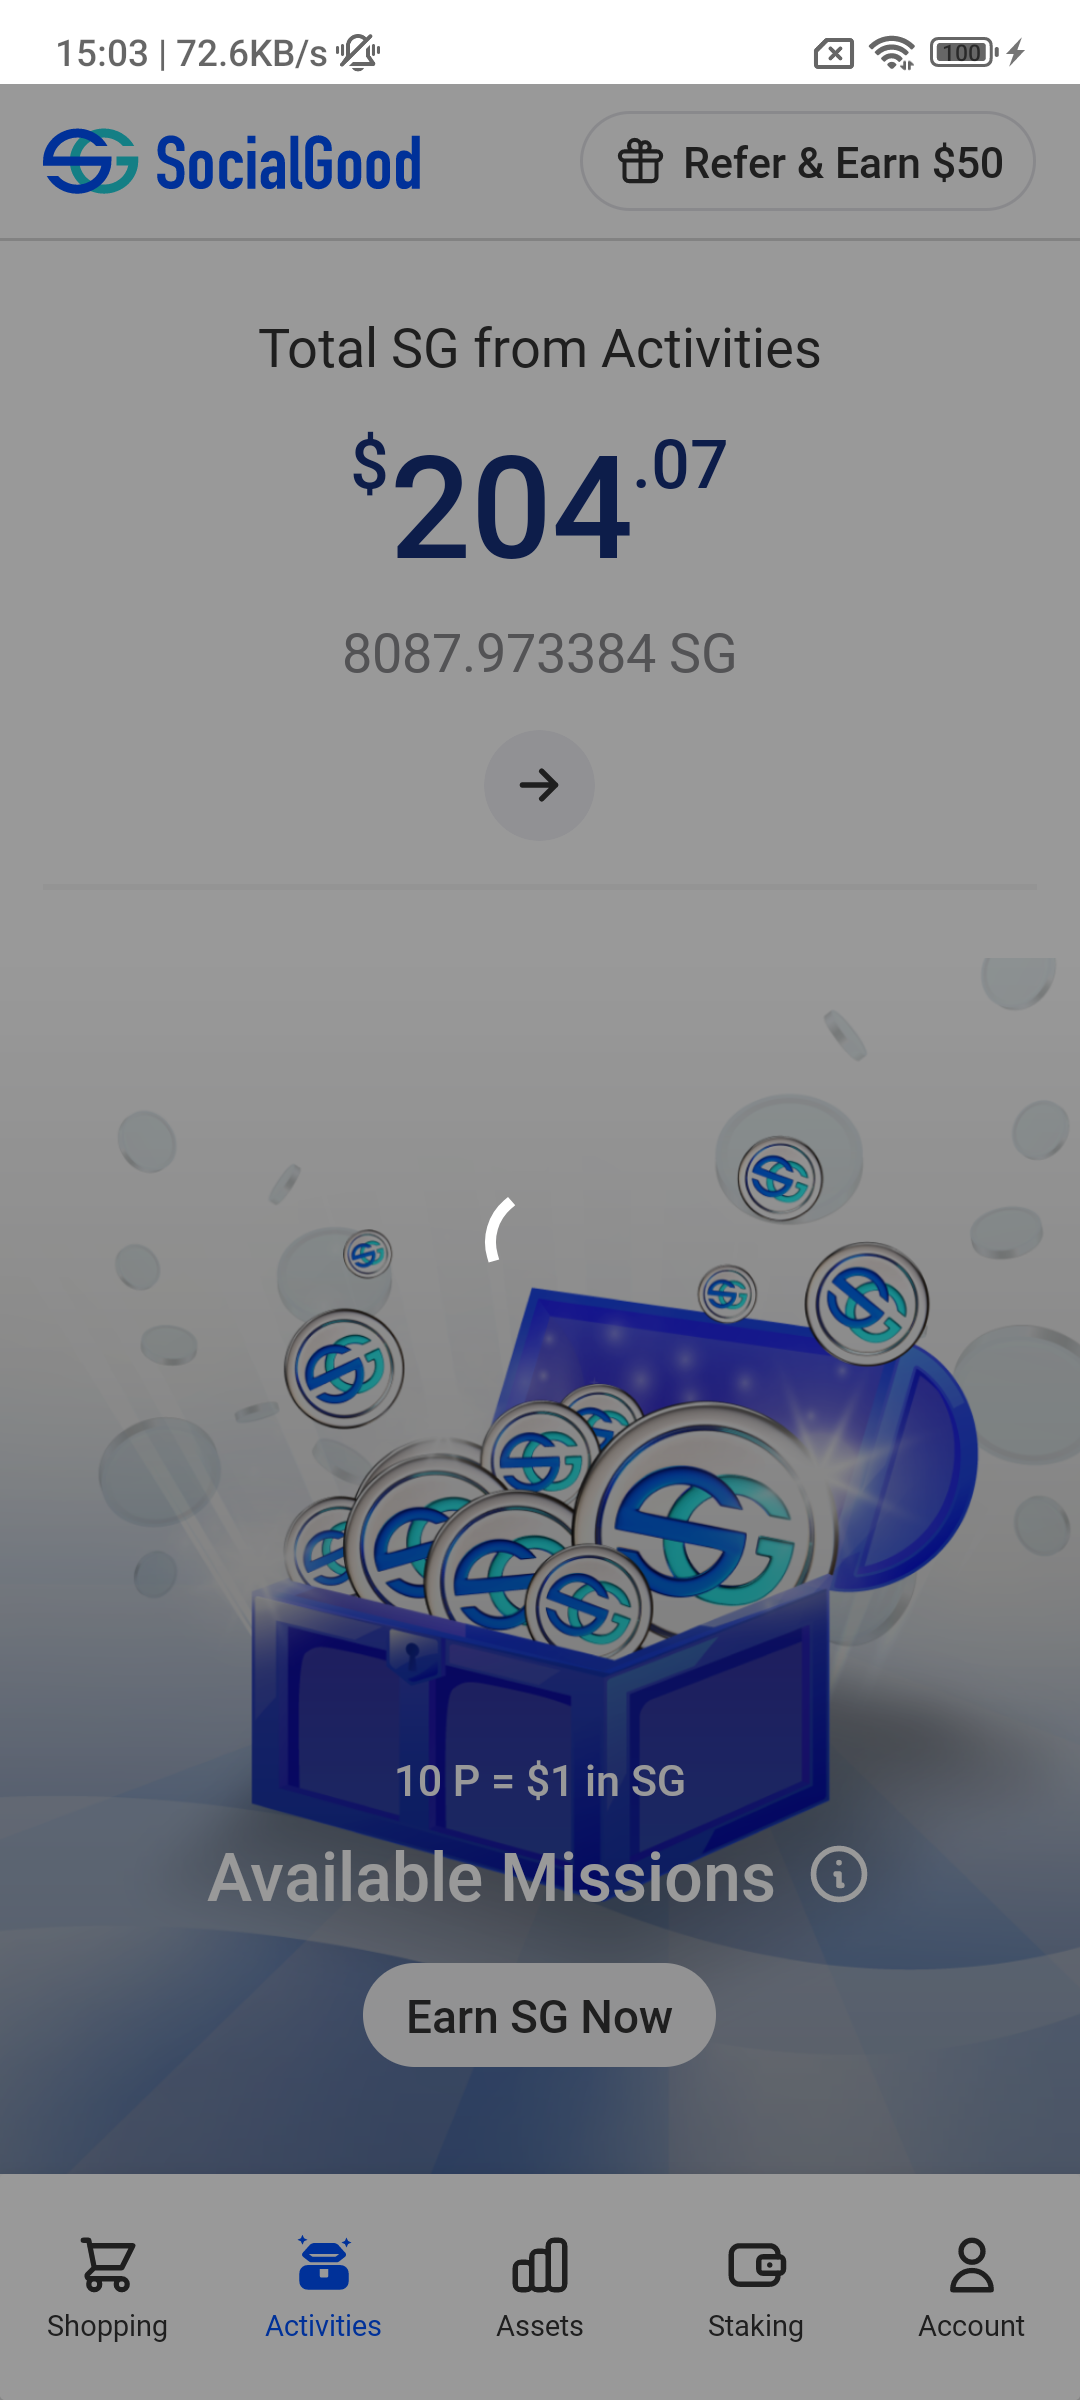 15:03 | 72.6KB/s
100
SocialGood
Refer & Earn $50
Total SG from Activities
$204.07
8087.973384 SG
10 P = $1 in SG
Available Missions
Earn SG Now
Shopping
Activities
Assets
Staking
Account